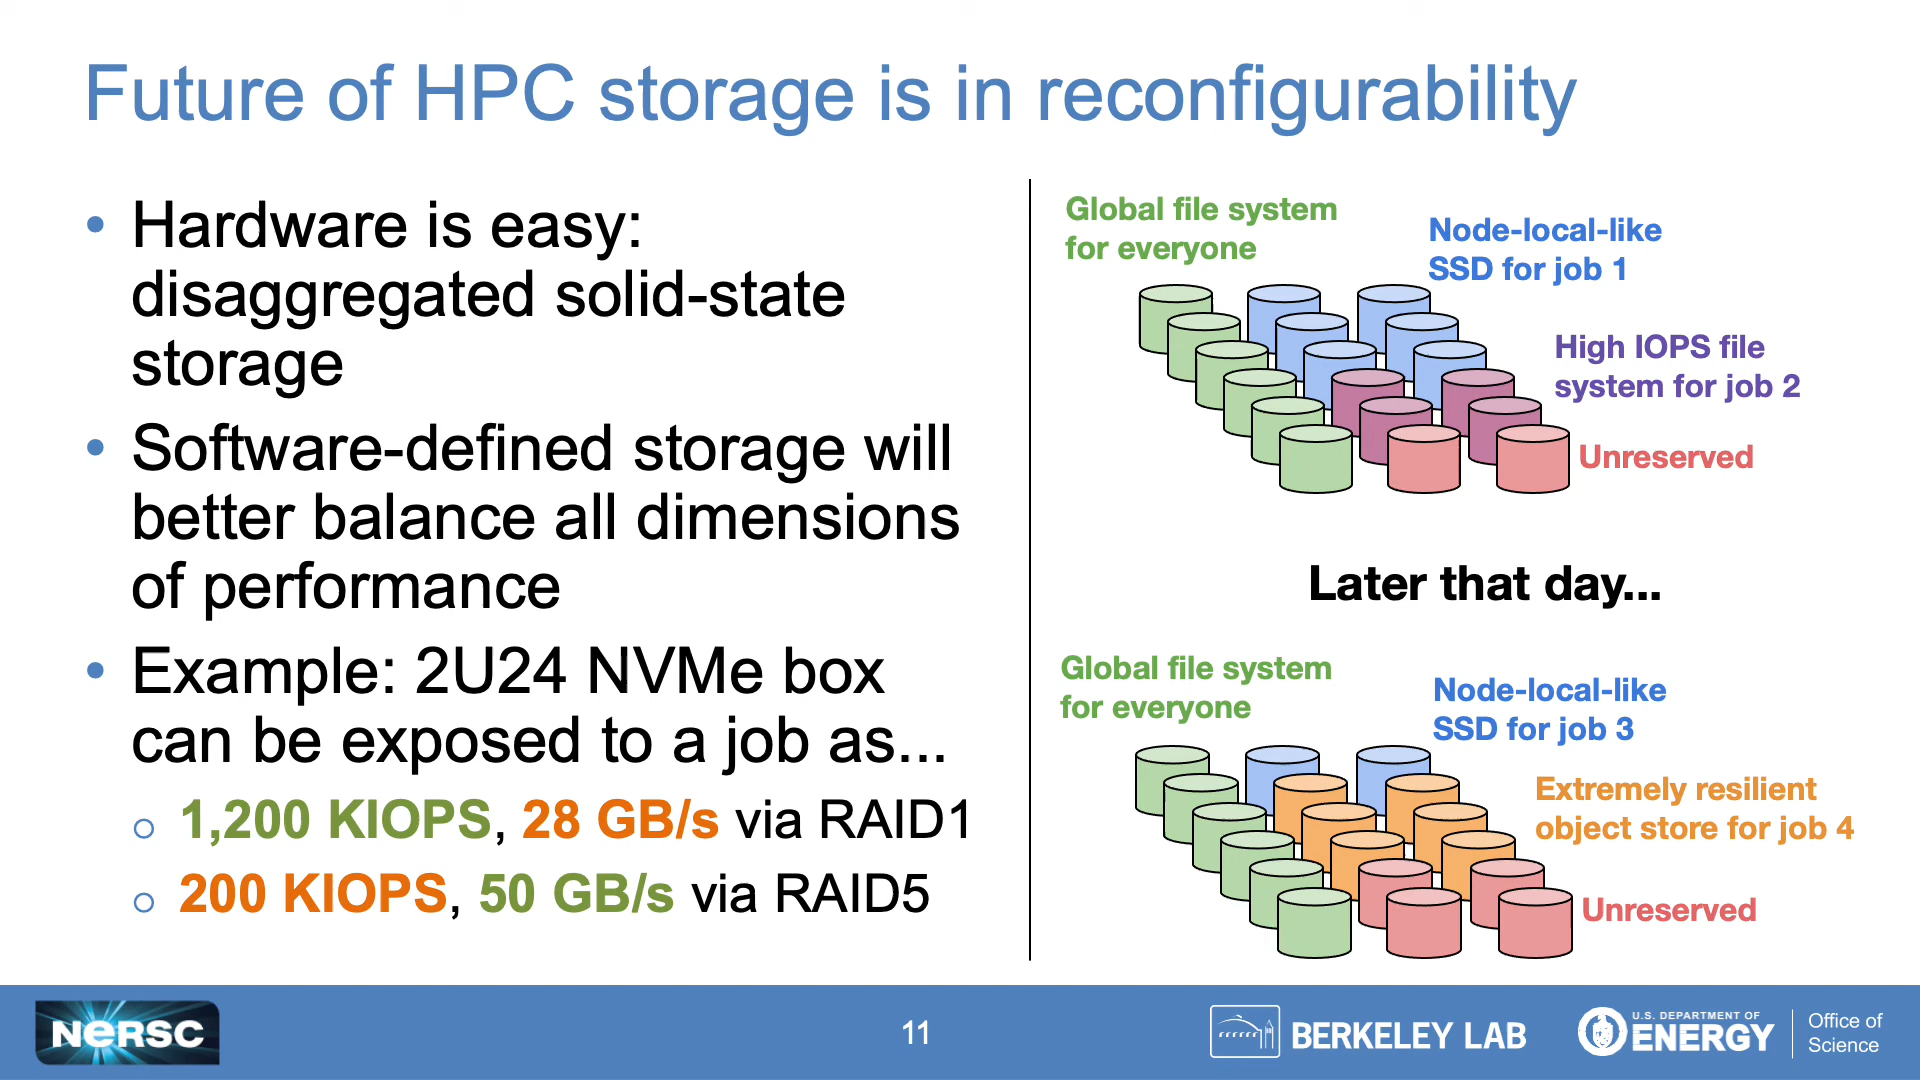 Future of HPC storage is in reconfigurability
• Hardware is easy:
disaggregated solid-state
storage
• Software-defined storage will
better balance all dimensions
of performance
• Example: 2U24 NVMe box
can be exposed to a job as...
○ 1,200 KIOPS, 28 GB/s via RAID1
○ 200 KIOPS, 50 GB/s via RAID5
Global file system
for everyone
Node-local-like
SSD for job 1
High IOPS file
system for job 2
Unreserved
Later that day...
Global file system
for everyone
Node-local-like
SSD for job 3
Extremely resilient
object store for job 4
Unreserved
NERSC
11
BERKELEY LAB
U.S. DEPARTMENT OF
ENERGY
Office of
Science